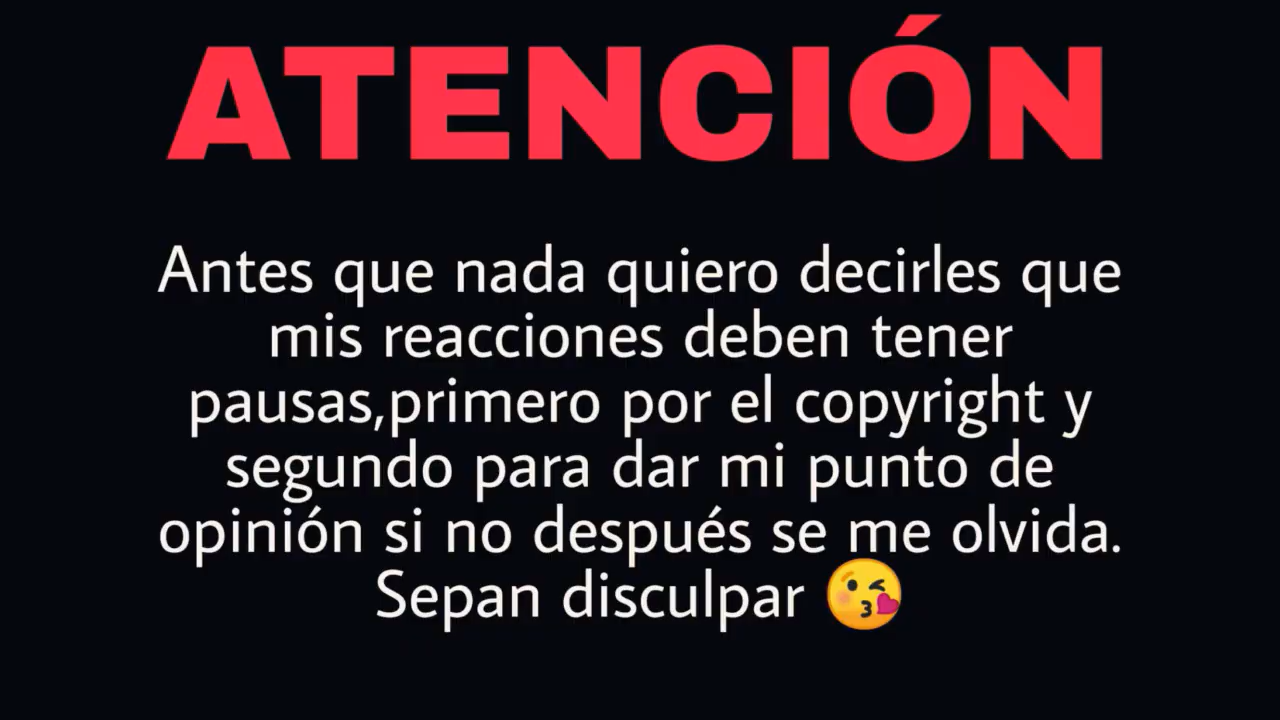 ATENCIÓN
Antes que nada quiero decirles que
mis reacciones deben tener
pausas,primero por el copyright y
segundo para dar mi punto de
opinión si no después se me olvida.
Sepan disculpar 😘